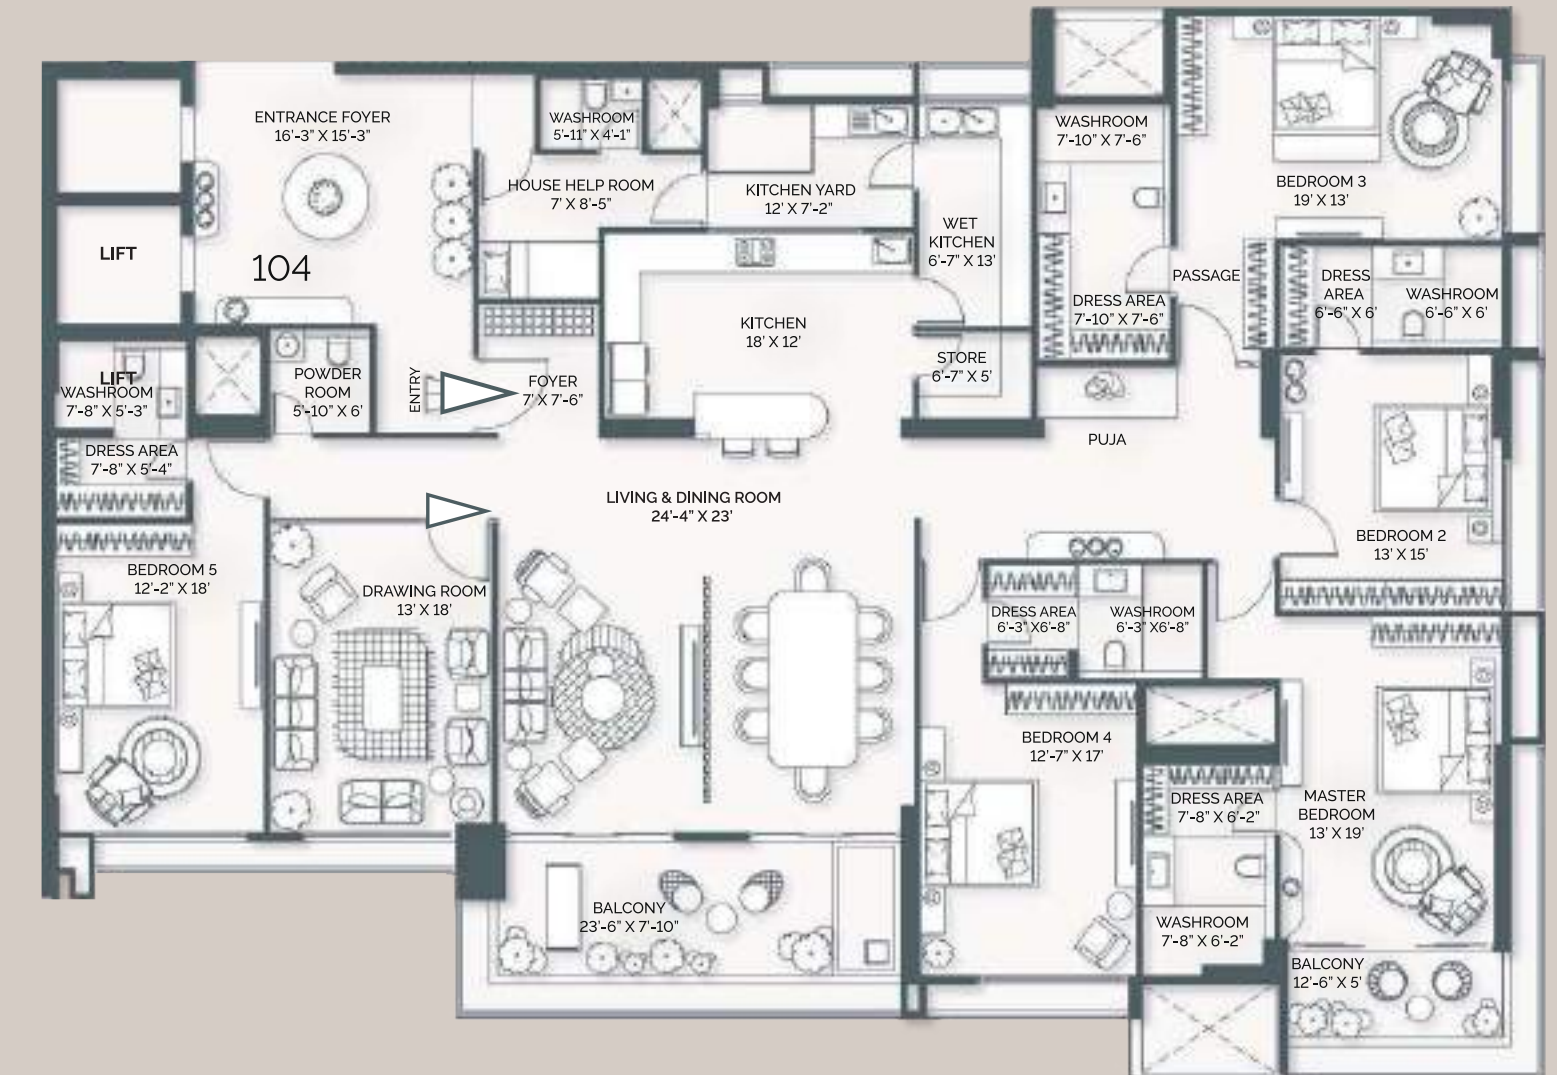 ENTRANCE FOYER
16'-3" X 15'-3"
LIFT
104
WASHROOM
5'-11" X 4'-1"
HOUSE HELP ROOM
7' X 8'-5"
KITCHEN YARD
12' X 7'-2"
WET
KITCHEN
6'-7" X 13'
WASHROOM
7'-10" X 7'-6"
DRESS AREA
7'-10" X 7'-6"
BEDROOM 3
19' X 13'
PASSAGE
DRESS
AREA
6'-6" X 6'
WASHROOM
6'-6" X 6'
KITCHEN
18' X 12'
STORE
6'-7" X 5'
LIFT
WASHROOM
7'-8" X 5'-3"
POWDER
ROOM
5'-10" X 6'
ENTRY
FOYER
7' X 7'-6"
PUJA
DRESS AREA
7'-8" X 5'-4"
LIVING & DINING ROOM
24'-4" X 23'
BEDROOM 2
13' X 15'
BEDROOM 5
12'-2" X 18'
DRAWING ROOM
13' X 18'
DRESS AREA
6'-3" X6'-8"
WASHROOM
6'-3" X6'-8"
BEDROOM 4
12'-7" X 17'
DRESS AREA
7'-8" X 6'-2"
MASTER
BEDROOM
13' X 19'
BALCONY
23'-6" X 7'-10"
WASHROOM
7'-8" X 6'-2"
BALCONY
12'-6" X 5'